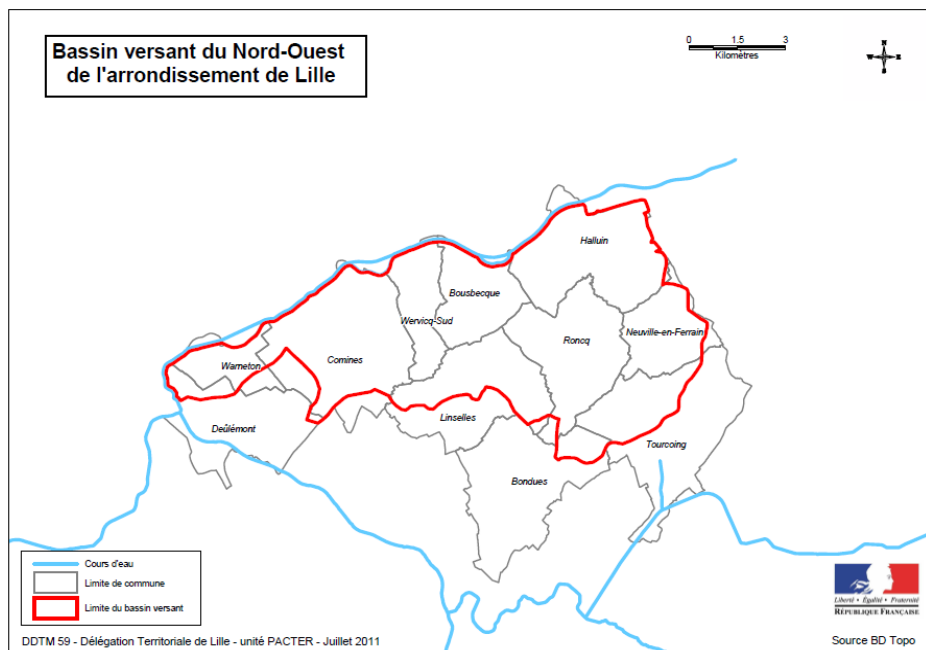 Bassin versant du Nord-Ouest
de l'arrondissement de Lille
0 1.5 3
Kilomètres
N
W E
S
Halluin
Bousbecque
Wervicq-Sud
Neuville-en-Ferrain
Roncq
Comines
Warneton
Linselles
Deûlémont
Tourcoing
Bondues
Cours d'eau
Limite de commune
Limite du bassin versant
Liberté • Égalité • Fraternité
RÉPUBLIQUE FRANÇAISE
DDTM 59 - Délégation Territoriale de Lille - unité PACTER - Juillet 2011
Source BD Topo